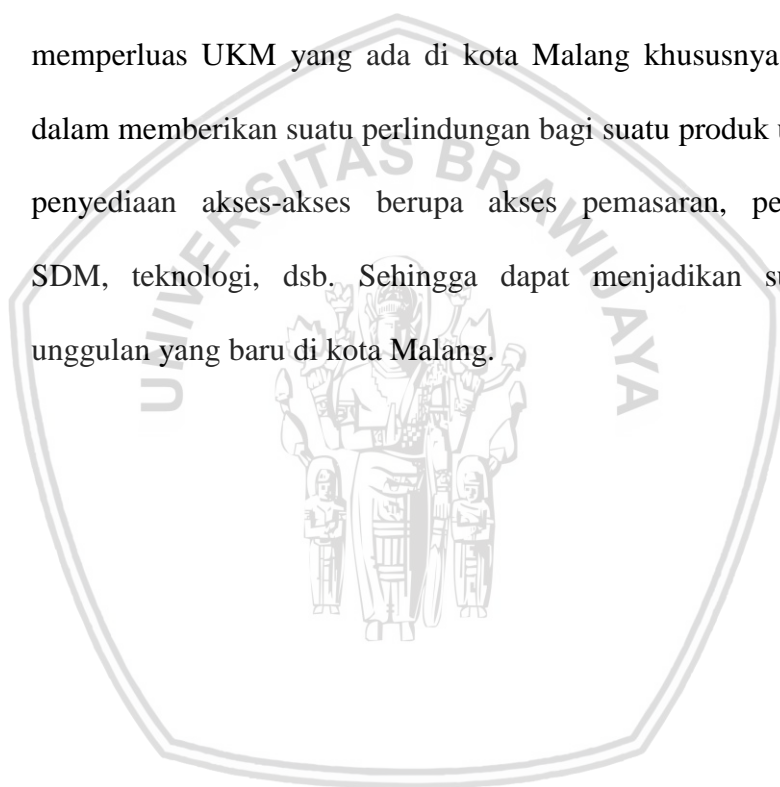 memperluas UKM yang ada di kota Malang khususnya
dalam memberikan suatu perlindungan bagi suatu produk
penyediaan akses-akses berupa akses pemasaran,
SDM, teknologi, dsb. Sehingga dapat menjadikan
unggulan yang baru di kota Malang.
UNIVERSITAS BRAWIJAYA